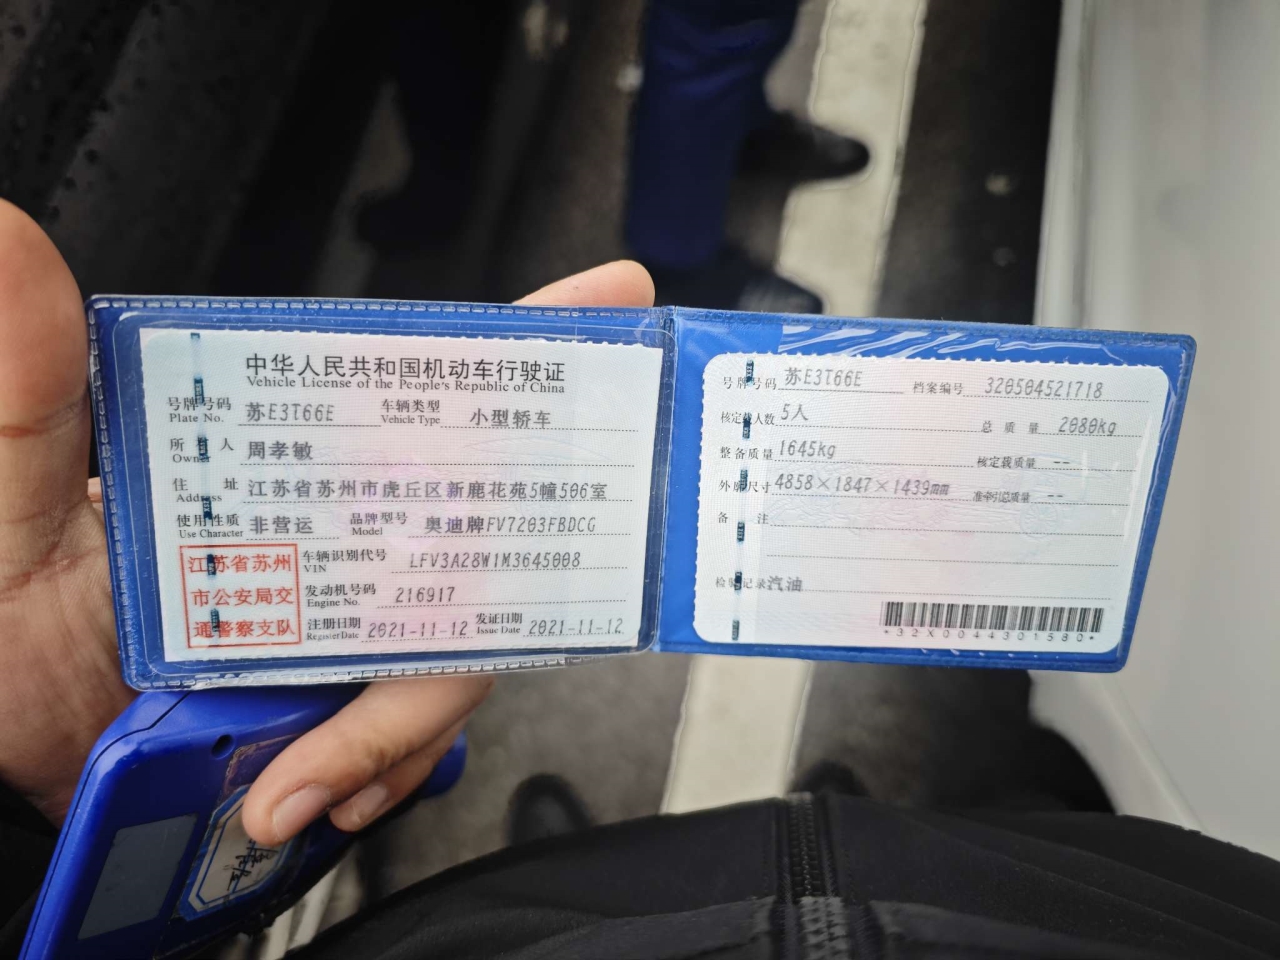 中华人民共和国机动车行驶证
Vehicle License of the People's Republic of China
号牌号码 苏E3T66E 车辆类型 小型轿车
Plate No. Vehicle Type
所 有 人 周孝敏
Owner
住 址 江苏省苏州市虎丘区新鹿花苑5幢506室
Address
使用性质 非营运 品牌型号 奥迪牌FV7203FBDCG
Use Character Model
江苏省苏州
市公安局交
通警察支队
车辆识别代号 LFV3A28W1M3645008
VIN
发动机号码 216917
Engine No.
注册日期 2021-11-12 发证日期 2021-11-12
Register Date Issue Date
号牌号码 苏E3T66E 档案编号 320504521718
核定载人数 5人 总 质 量 2080kg
整备质量 1645kg 核定载质量 --
外廓尺寸 4858×1847×1439mm 准牵引总质量 --
备 注
检验记录 汽油
*32X0044301580*